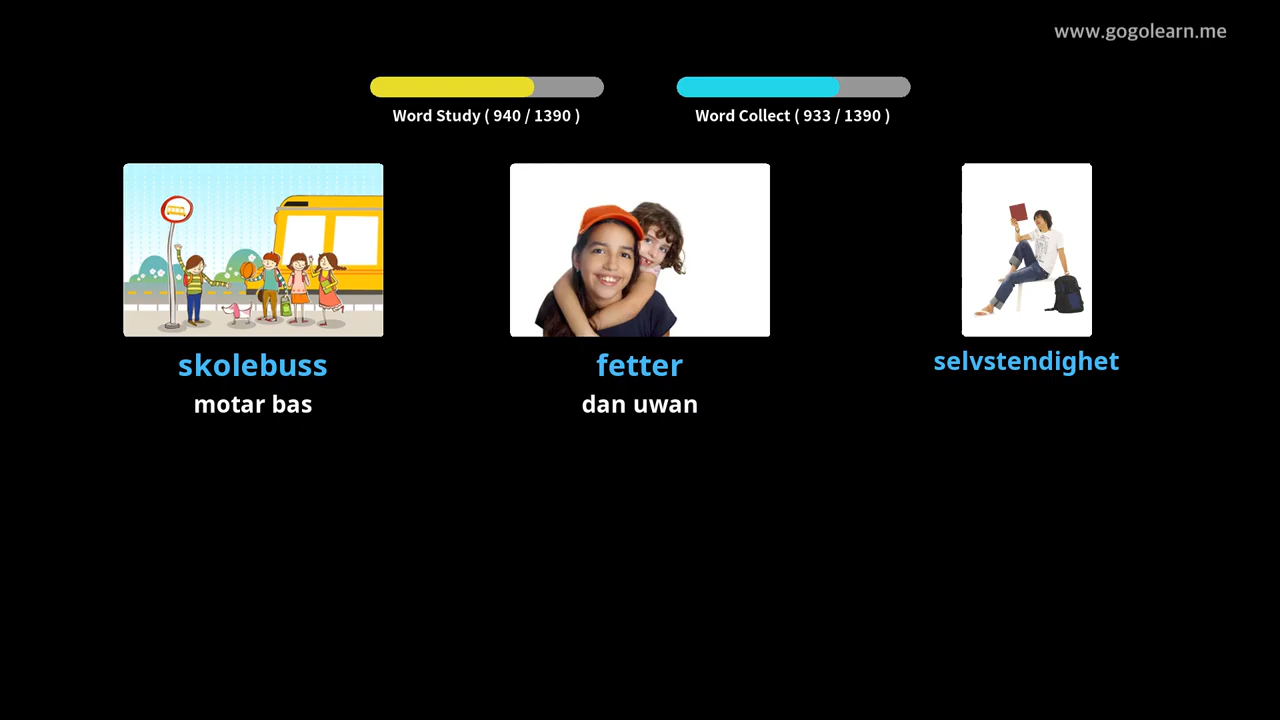 www.gogolearn.me
Word Study ( 940 / 1390 )
Word Collect ( 933 / 1390 )
skolebuss
motar bas
fetter
dan uwan
selvstendighet